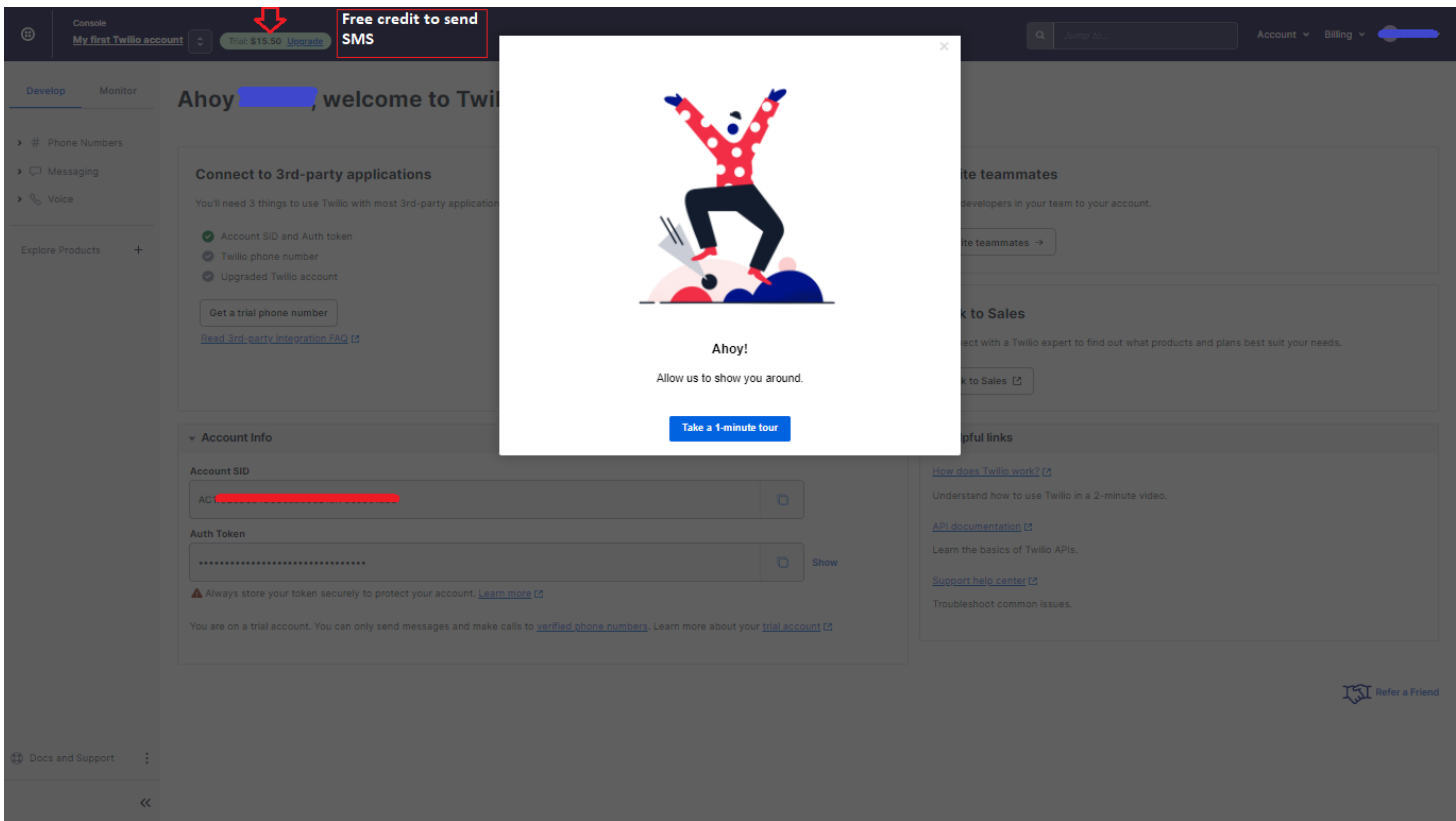 Console
My first Twilio account
Trial: $15.50 Upgrade
Free credit to send
SMS
Jump to...
Account
Billing
Develop
Monitor
Phone Numbers
Messaging
Voice
Explore Products
Docs and Support
Ahoy , welcome to Twil
Connect to 3rd-party applications
You'll need 3 things to use Twilio with most 3rd-party application
Account SID and Auth token
Twilio phone number
Upgraded Twilio account
Get a trial phone number
Read 3rd-party integration FAQ
Ahoy!
Allow us to show you around.
Take a 1-minute tour
ite teammates
developers in your team to your account.
ite teammates →
k to Sales
ect with a Twilio expert to find out what products and plans best suit your needs.
k to Sales
Account Info
Account SID
AC
Auth Token
••••••••••••••••••••••••••••••••
Show
Always store your token securely to protect your account. Learn more
You are on a trial account. You can only send messages and make calls to verified phone numbers. Learn more about your trial account
pful links
How does Twilio work?
Understand how to use Twilio in a 2-minute video.
API documentation
Learn the basics of Twilio APIs.
Support help center
Troubleshoot common issues.
Refer a Friend